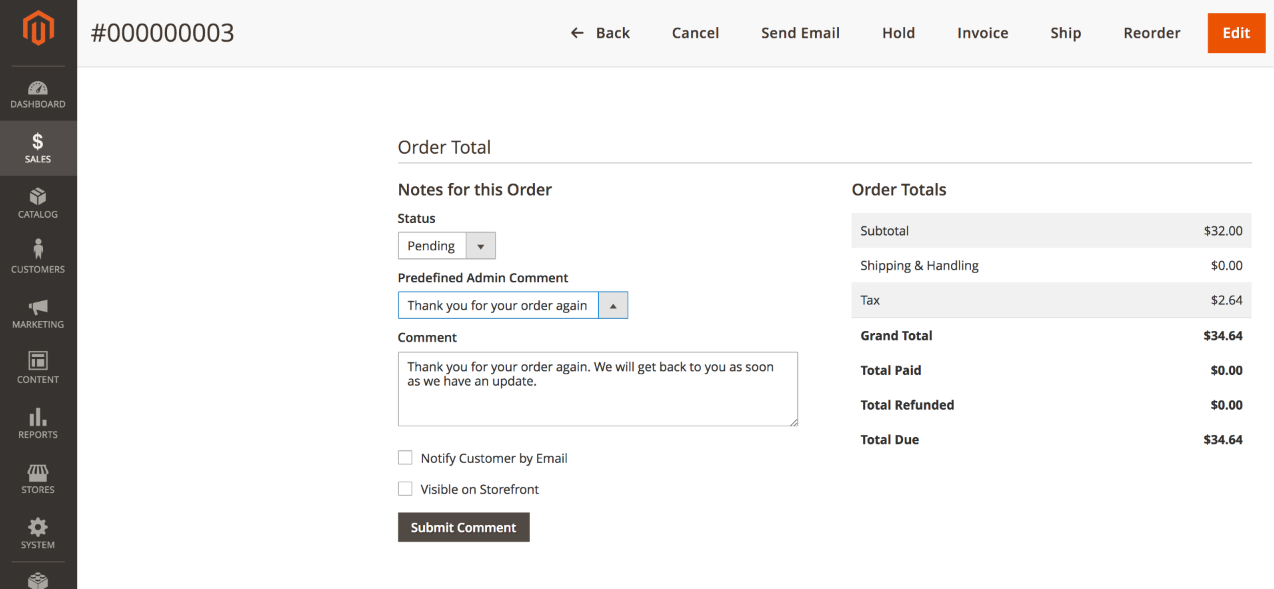 #000000003
Back
Cancel
Send Email
Hold
Invoice
Ship
Reorder
Edit
DASHBOARD
SALES
CATALOG
CUSTOMERS
MARKETING
CONTENT
REPORTS
STORES
SYSTEM
Order Total
Notes for this Order
Status
Pending
Predefined Admin Comment
Thank you for your order again
Comment
Thank you for your order again. We will get back to you as soon
as we have an update.
Notify Customer by Email
Visible on Storefront
Submit Comment
Order Totals
Subtotal $32.00
Shipping & Handling $0.00
Tax $2.64
Grand Total $34.64
Total Paid $0.00
Total Refunded $0.00
Total Due $34.64